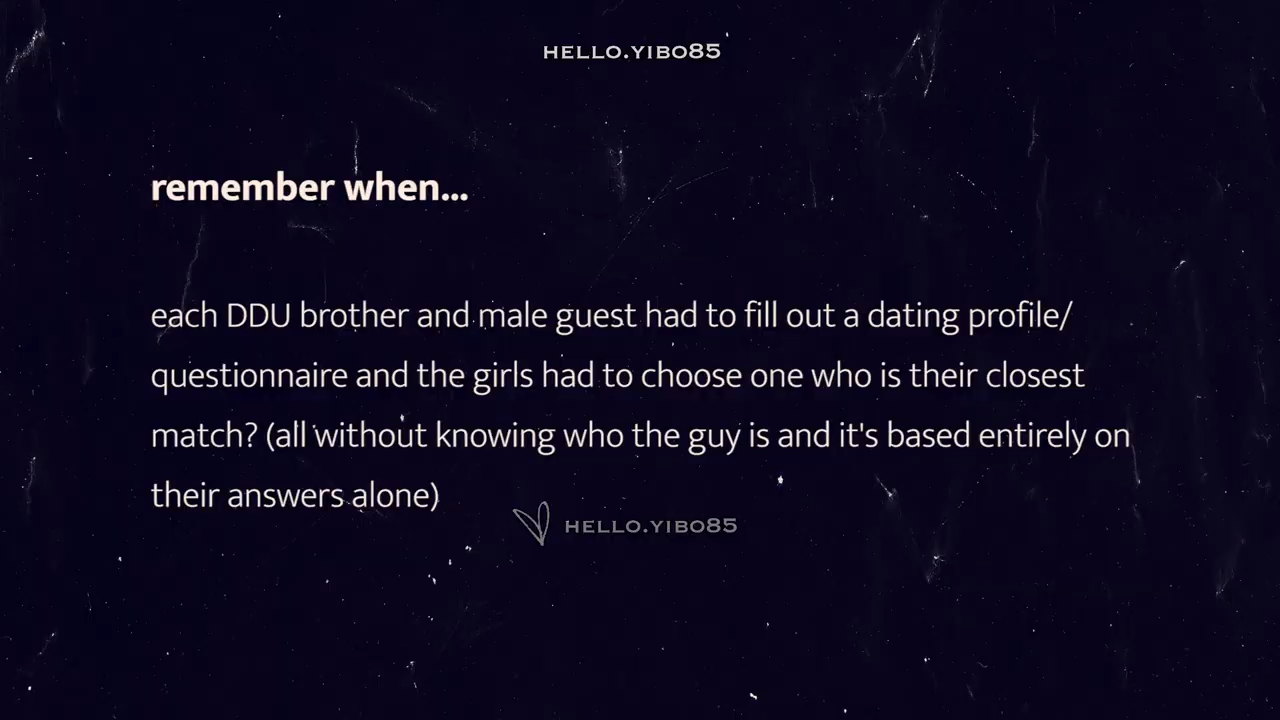 HELLO.YIBO85
remember when...
each DDU brother and male guest had to fill out a dating profile/
questionnaire and the girls had to choose one who is their closest
match? (all without knowing who the guy is and it's based entirely on
their answers alone)
HELLO.YIBO85